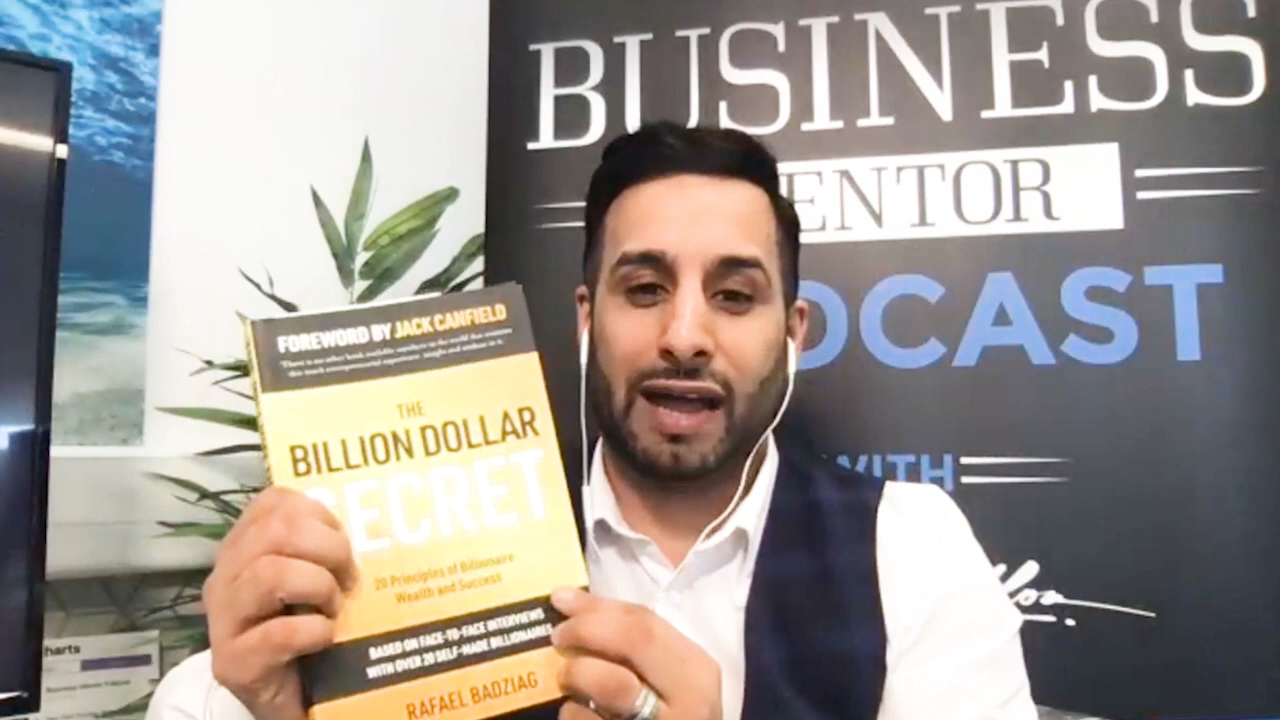 BUSINESS
ENTOR
DCAST
WITH
FOREWORD BY JACK CANFIELD
THE
BILLION DOLLAR
SECRET
20 Principles of Billionaire
Wealth and Success
BASED ON FACE-TO-FACE INTERVIEWS
WITH OVER 20 SELF-MADE BILLIONAIRES
RAFAEL BADZIAG
harts